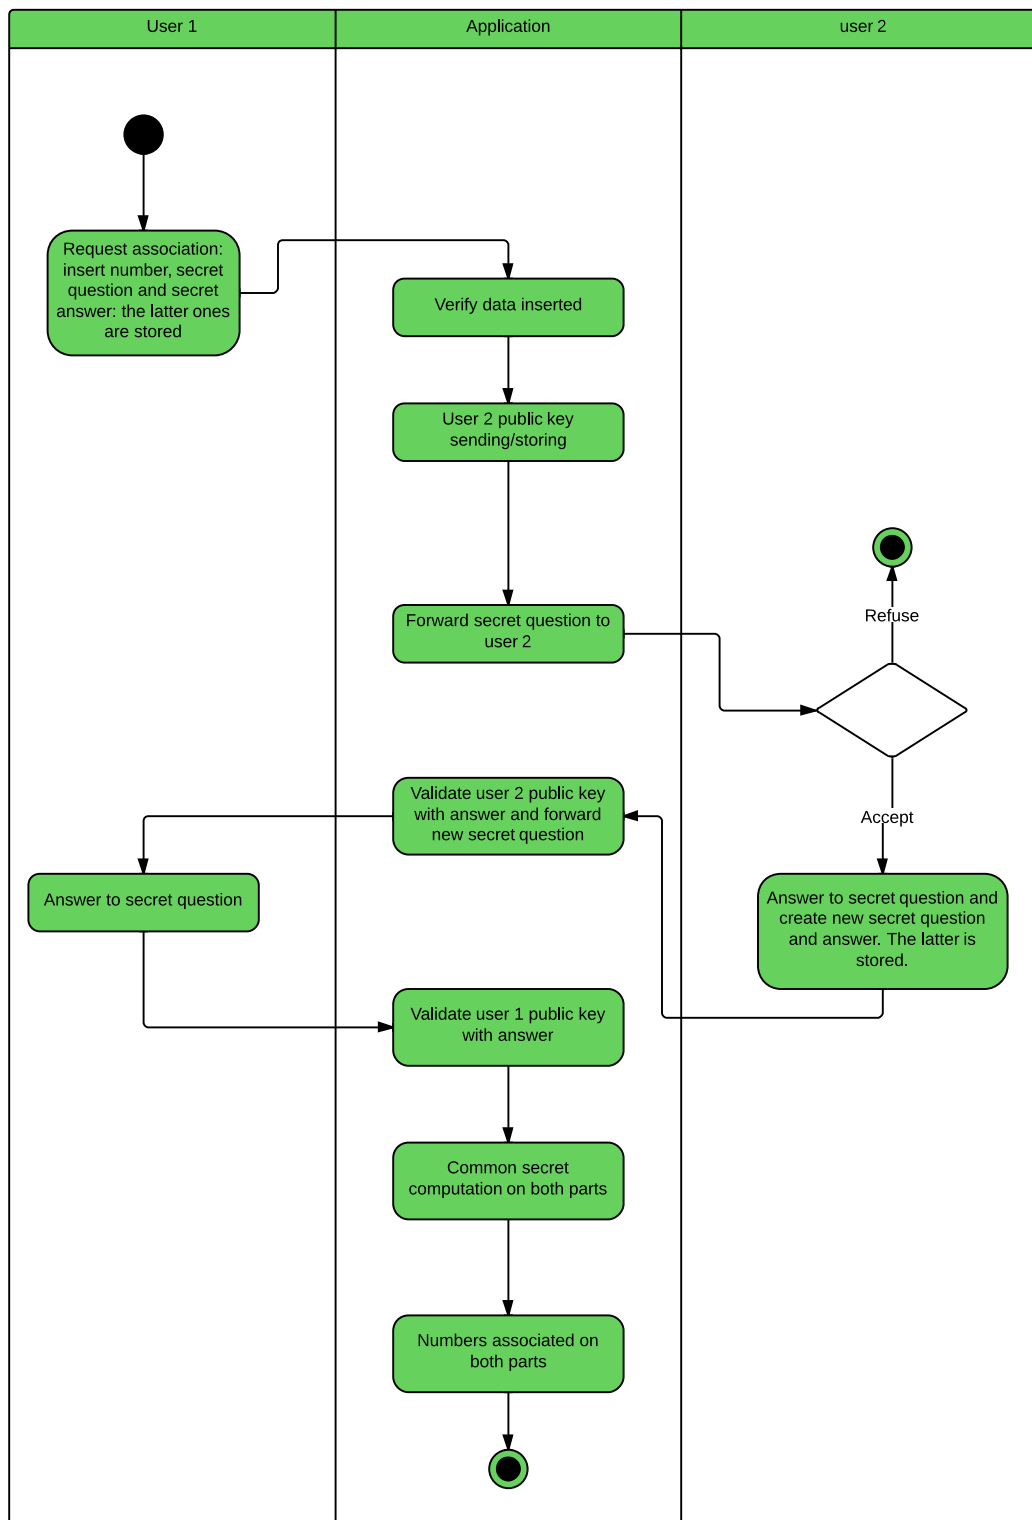 User 1
Application
user 2
Request association:
insert number, secret
question and secret
answer: the latter ones
are stored
Verify data inserted
User 2 public key
sending/storing
Forward secret question to
user 2
Refuse
Accept
Validate user 2 public key
with answer and forward
new secret question
Answer to secret question
Answer to secret question and
create new secret question
and answer. The latter is
stored.
Validate user 1 public key
with answer
Common secret
computation on both parts
Numbers associated on
both parts